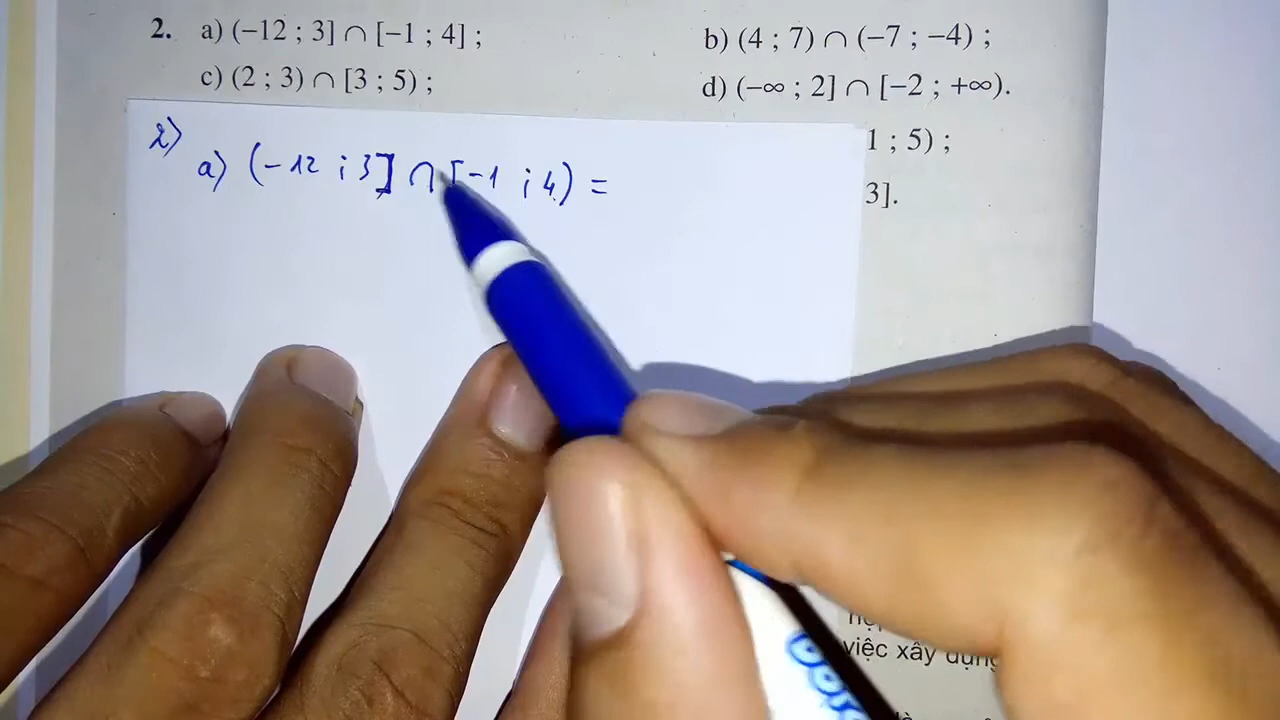 2. a) (−12 ; 3] ∩ [−1 ; 4] ; b) (4 ; 7) ∩ (−7 ; −4) ;
c) (2 ; 3) ∩ [3 ; 5) ; d) (−∞ ; 2] ∩ [−2 ; +∞).
1 ; 5) ;
3].
2)
a) (−12 ; 3] ∩ [−1 ; 4) =
việc xây dựng